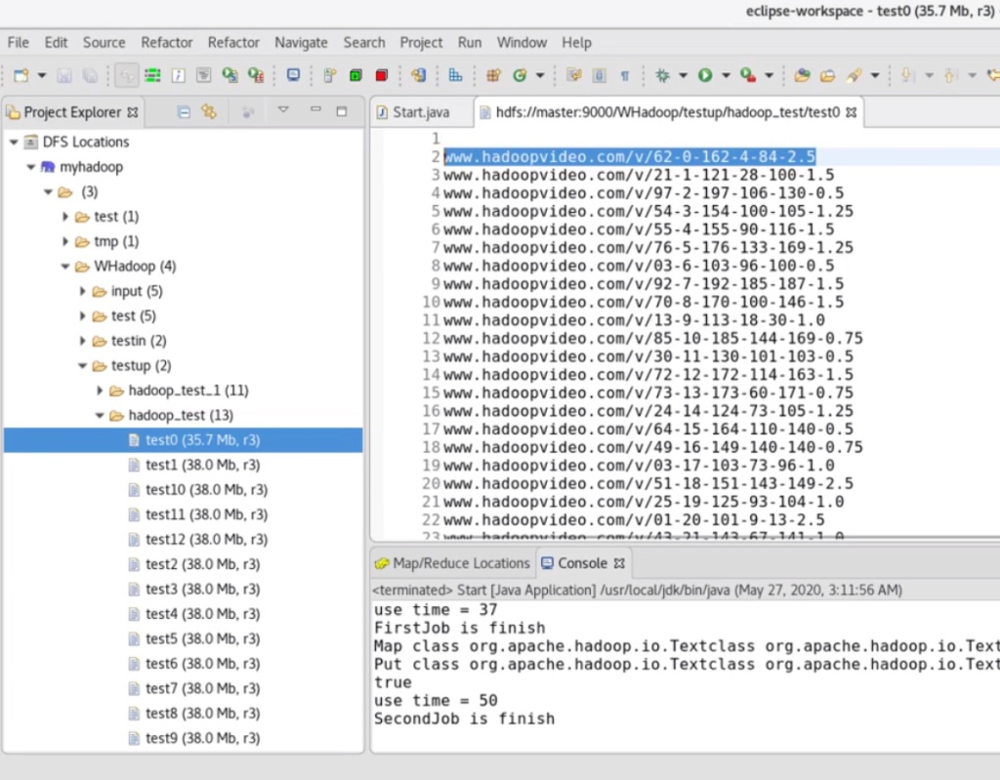 eclipse-workspace - test0 (35.7 Mb, r3)
File Edit Source Refactor Refactor Navigate Search Project Run Window Help
Project Explorer
DFS Locations
myhadoop
(3)
test (1)
tmp (1)
WHadoop (4)
input (5)
test (5)
testin (2)
testup (2)
hadoop_test_1 (11)
hadoop_test (13)
test0 (35.7 Mb, r3)
test1 (38.0 Mb, r3)
test10 (38.0 Mb, r3)
test11 (38.0 Mb, r3)
test12 (38.0 Mb, r3)
test2 (38.0 Mb, r3)
test3 (38.0 Mb, r3)
test4 (38.0 Mb, r3)
test5 (38.0 Mb, r3)
test6 (38.0 Mb, r3)
test7 (38.0 Mb, r3)
test8 (38.0 Mb, r3)
test9 (38.0 Mb, r3)
Start.java hdfs://master:9000/WHadoop/testup/hadoop_test/test0
1
2 www.hadoopvideo.com/v/62-0-162-4-84-2.5
3 www.hadoopvideo.com/v/21-1-121-28-100-1.5
4 www.hadoopvideo.com/v/97-2-197-106-130-0.5
5 www.hadoopvideo.com/v/54-3-154-100-105-1.25
6 www.hadoopvideo.com/v/55-4-155-90-116-1.5
7 www.hadoopvideo.com/v/76-5-176-133-169-1.25
8 www.hadoopvideo.com/v/03-6-103-96-100-0.5
9 www.hadoopvideo.com/v/92-7-192-185-187-1.5
10 www.hadoopvideo.com/v/70-8-170-100-146-1.5
11 www.hadoopvideo.com/v/13-9-113-18-30-1.0
12 www.hadoopvideo.com/v/85-10-185-144-169-0.75
13 www.hadoopvideo.com/v/30-11-130-101-103-0.5
14 www.hadoopvideo.com/v/72-12-172-114-163-1.5
15 www.hadoopvideo.com/v/73-13-173-60-171-0.75
16 www.hadoopvideo.com/v/24-14-124-73-105-1.25
17 www.hadoopvideo.com/v/64-15-164-110-140-0.5
18 www.hadoopvideo.com/v/49-16-149-140-140-0.75
19 www.hadoopvideo.com/v/03-17-103-73-96-1.0
20 www.hadoopvideo.com/v/51-18-151-143-149-2.5
21 www.hadoopvideo.com/v/25-19-125-93-104-1.0
22 www.hadoopvideo.com/v/01-20-101-9-13-2.5
23 www.hadoopvideo.com/v/43-21-143-67-141-1.0
Map/Reduce Locations Console
<terminated> Start [Java Application] /usr/local/jdk/bin/java (May 27, 2020, 3:11:56 AM)
use time = 37
FirstJob is finish
Map class org.apache.hadoop.io.Textclass org.apache.hadoop.io.Text
Put class org.apache.hadoop.io.Textclass org.apache.hadoop.io.Text
true
use time = 50
SecondJob is finish